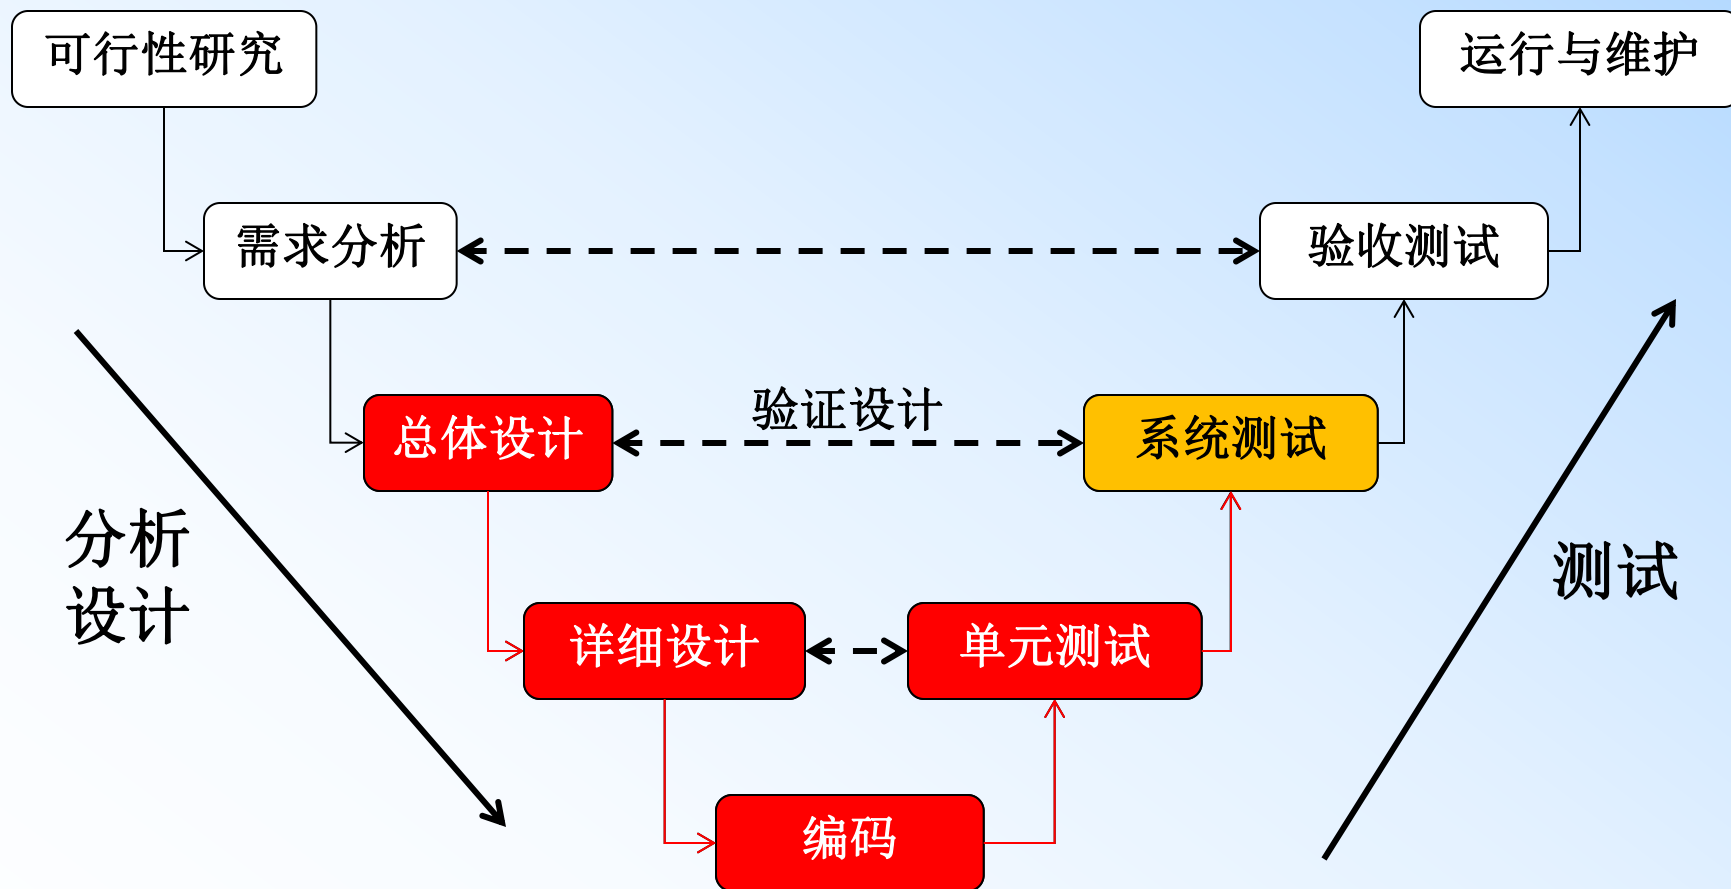 可行性研究
运行与维护
需求分析
验收测试
验证设计
总体设计
系统测试
分析
设计
测试
详细设计
单元测试
编码